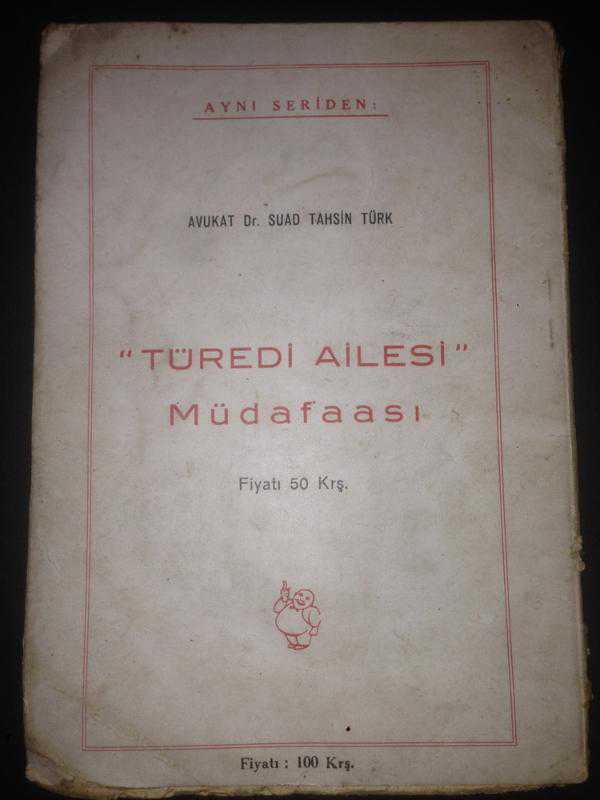 AYNI SERİDEN:
AVUKAT Dr. SUAD TAHSİN TÜRK
"TÜREDİ AİLESİ"
Müdafaası
Fiyatı 50 Krş.
Fiyatı : 100 Krş.